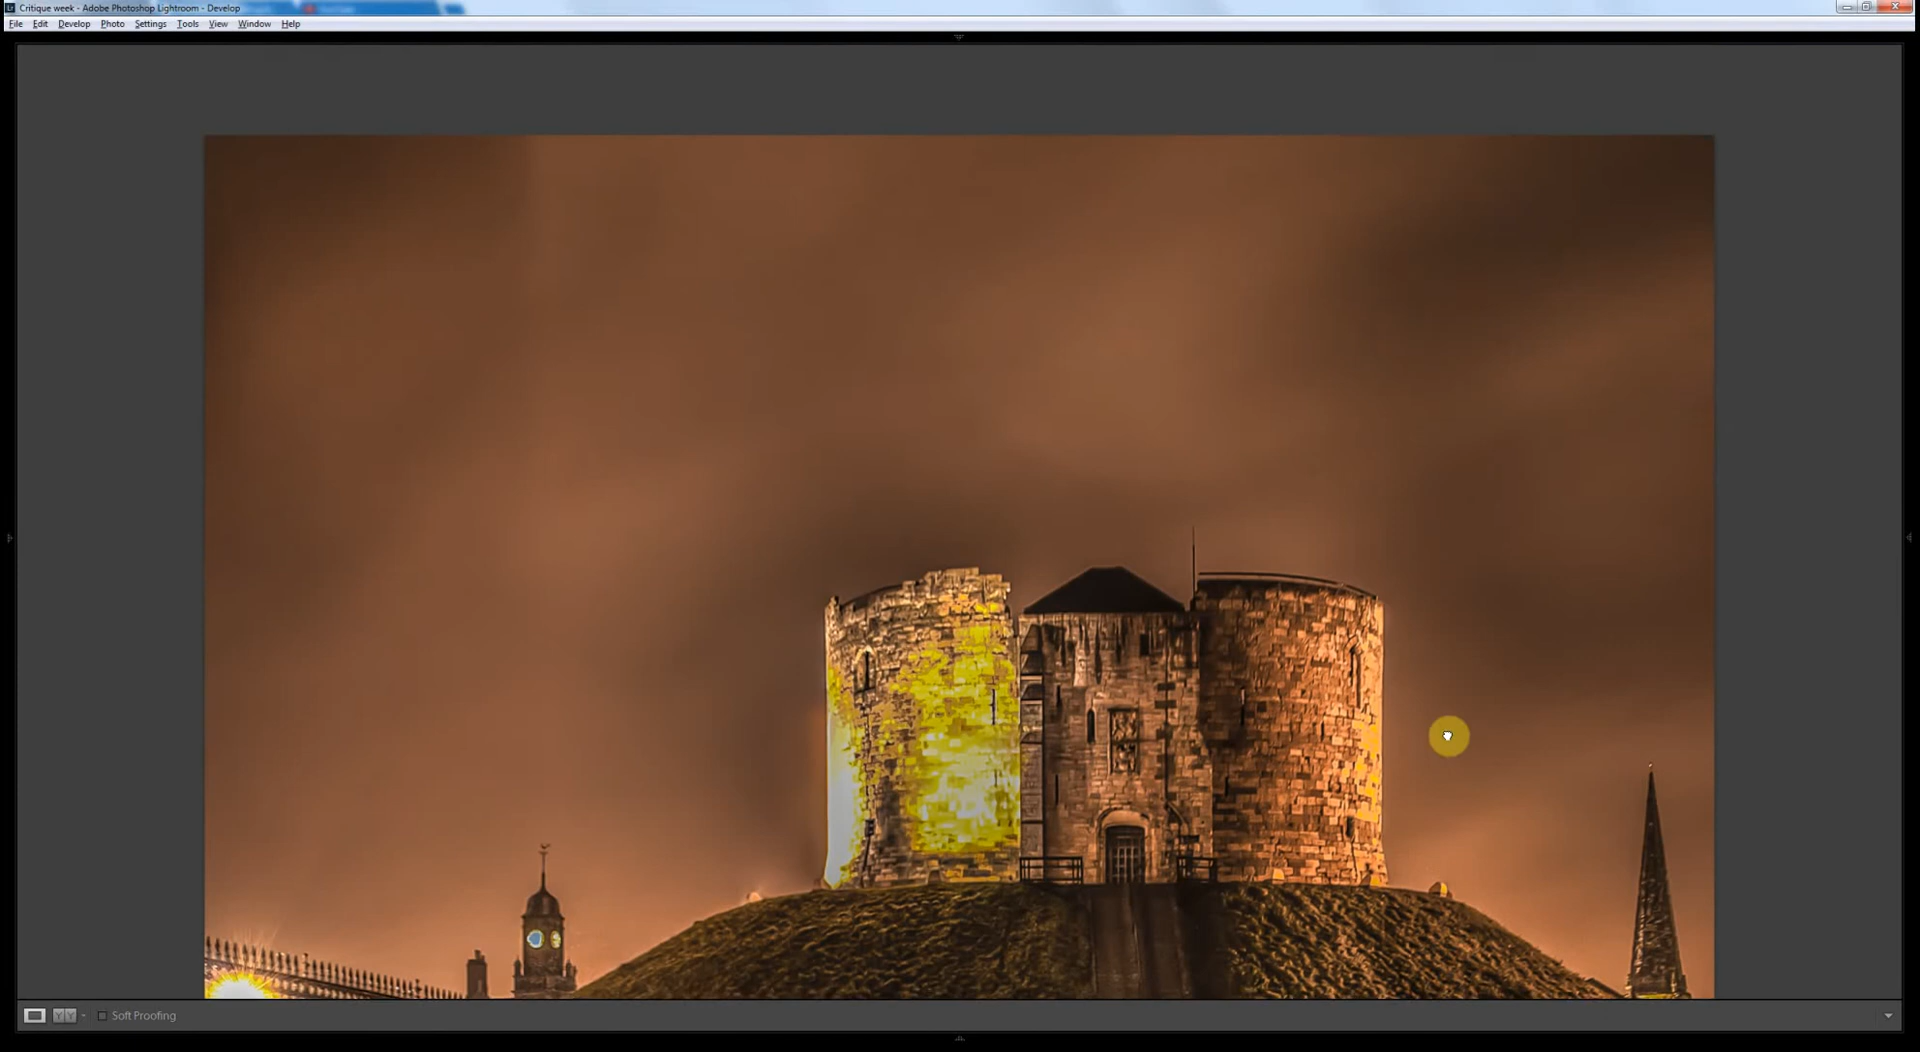 Critique week - Adobe Photoshop Lightroom - Develop
File Edit Develop Photo Settings Tools View Window Help
Soft Proofing